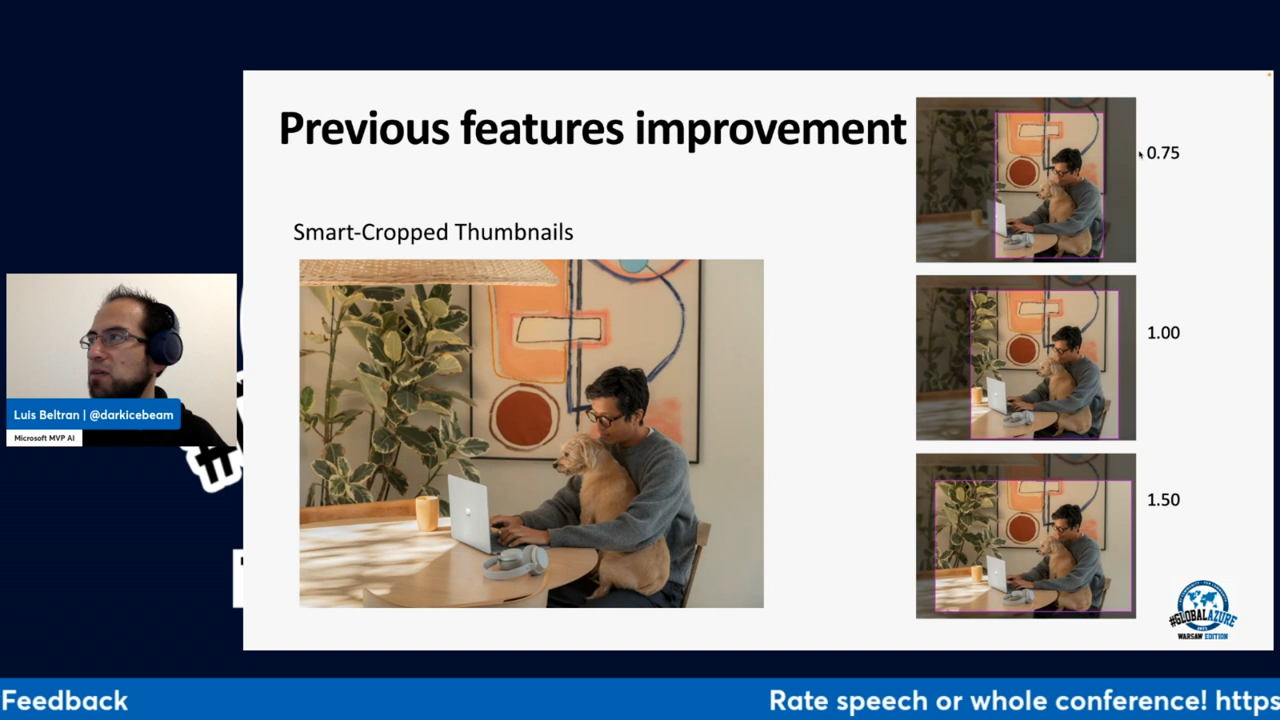 Previous features improvement
Smart-Cropped Thumbnails
0.75
1.00
1.50
Luis Beltran | @darkicebeam
Microsoft MVP AI
#GLOBALAZURE
WARSAW EDITION
Feedback
Rate speech or whole conference! https